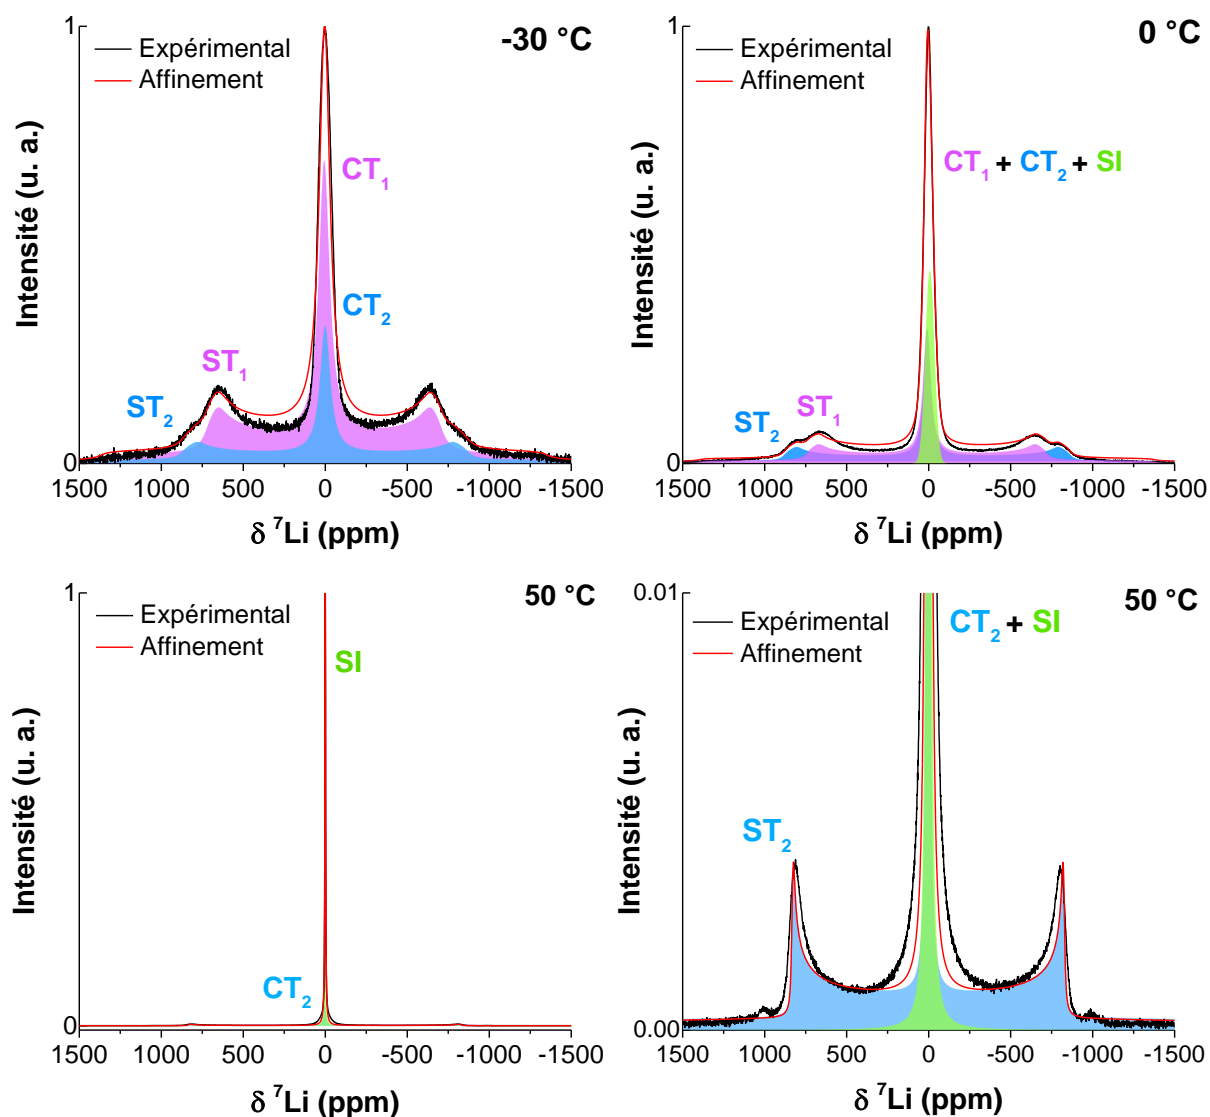 1
-30 °C
Expérimental
Affinement
CT1
CT2
ST1
ST2
Intensité (u. a.)
0
1500 1000 500 0 -500 -1000 -1500
δ 7Li (ppm)
1
0 °C
Expérimental
Affinement
CT1 + CT2 + SI
ST2 ST1
Intensité (u. a.)
0
1500 1000 500 0 -500 -1000 -1500
δ 7Li (ppm)
1
50 °C
Expérimental
Affinement
SI
CT2
Intensité (u. a.)
0
1500 1000 500 0 -500 -1000 -1500
δ 7Li (ppm)
0.01
50 °C
Expérimental
Affinement
CT2 + SI
ST2
Intensité (u. a.)
0.00
1500 1000 500 0 -500 -1000 -1500
δ 7Li (ppm)